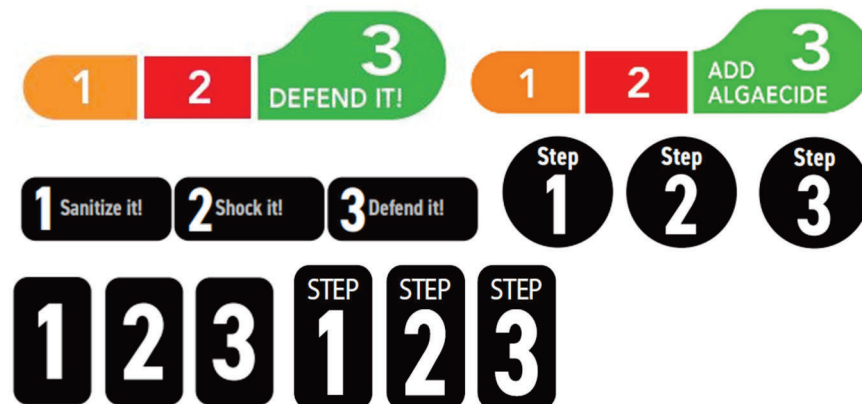 1 2 3
DEFEND IT!
1 2 3
ADD
ALGAECIDE
1 Sanitize it! 2 Shock it! 3 Defend it!
Step Step Step
1 2 3
1 2 3
STEP STEP STEP
1 2 3